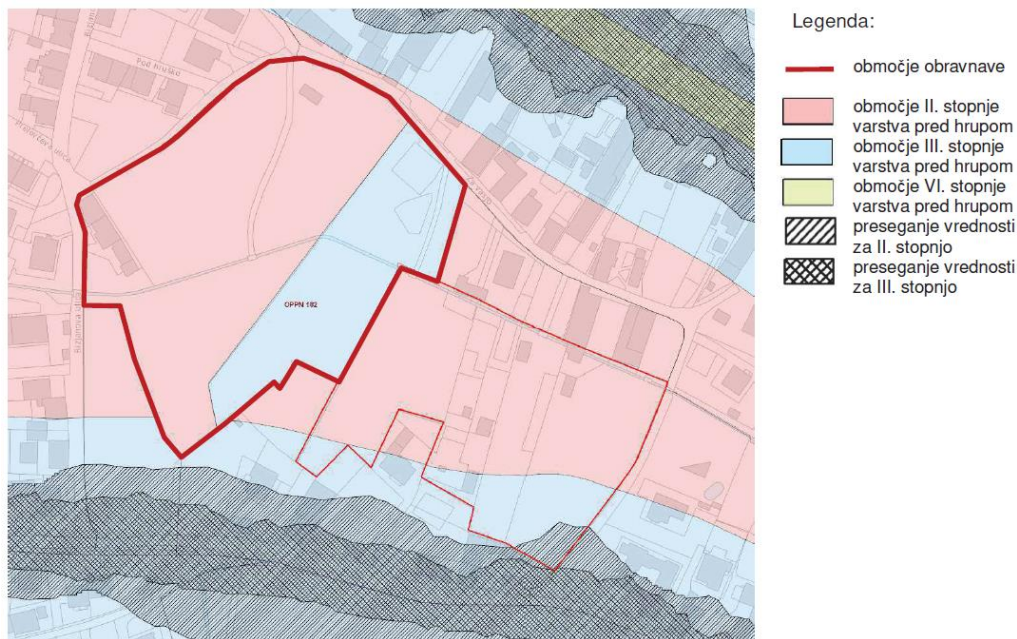 Legenda:
območje obravnave
območje II. stopnje
varstva pred hrupom
območje III. stopnje
varstva pred hrupom
območje VI. stopnje
varstva pred hrupom
preseganje vrednosti
za II. stopnjo
preseganje vrednosti
za III. stopnjo
Pod hruško
OPPN 182